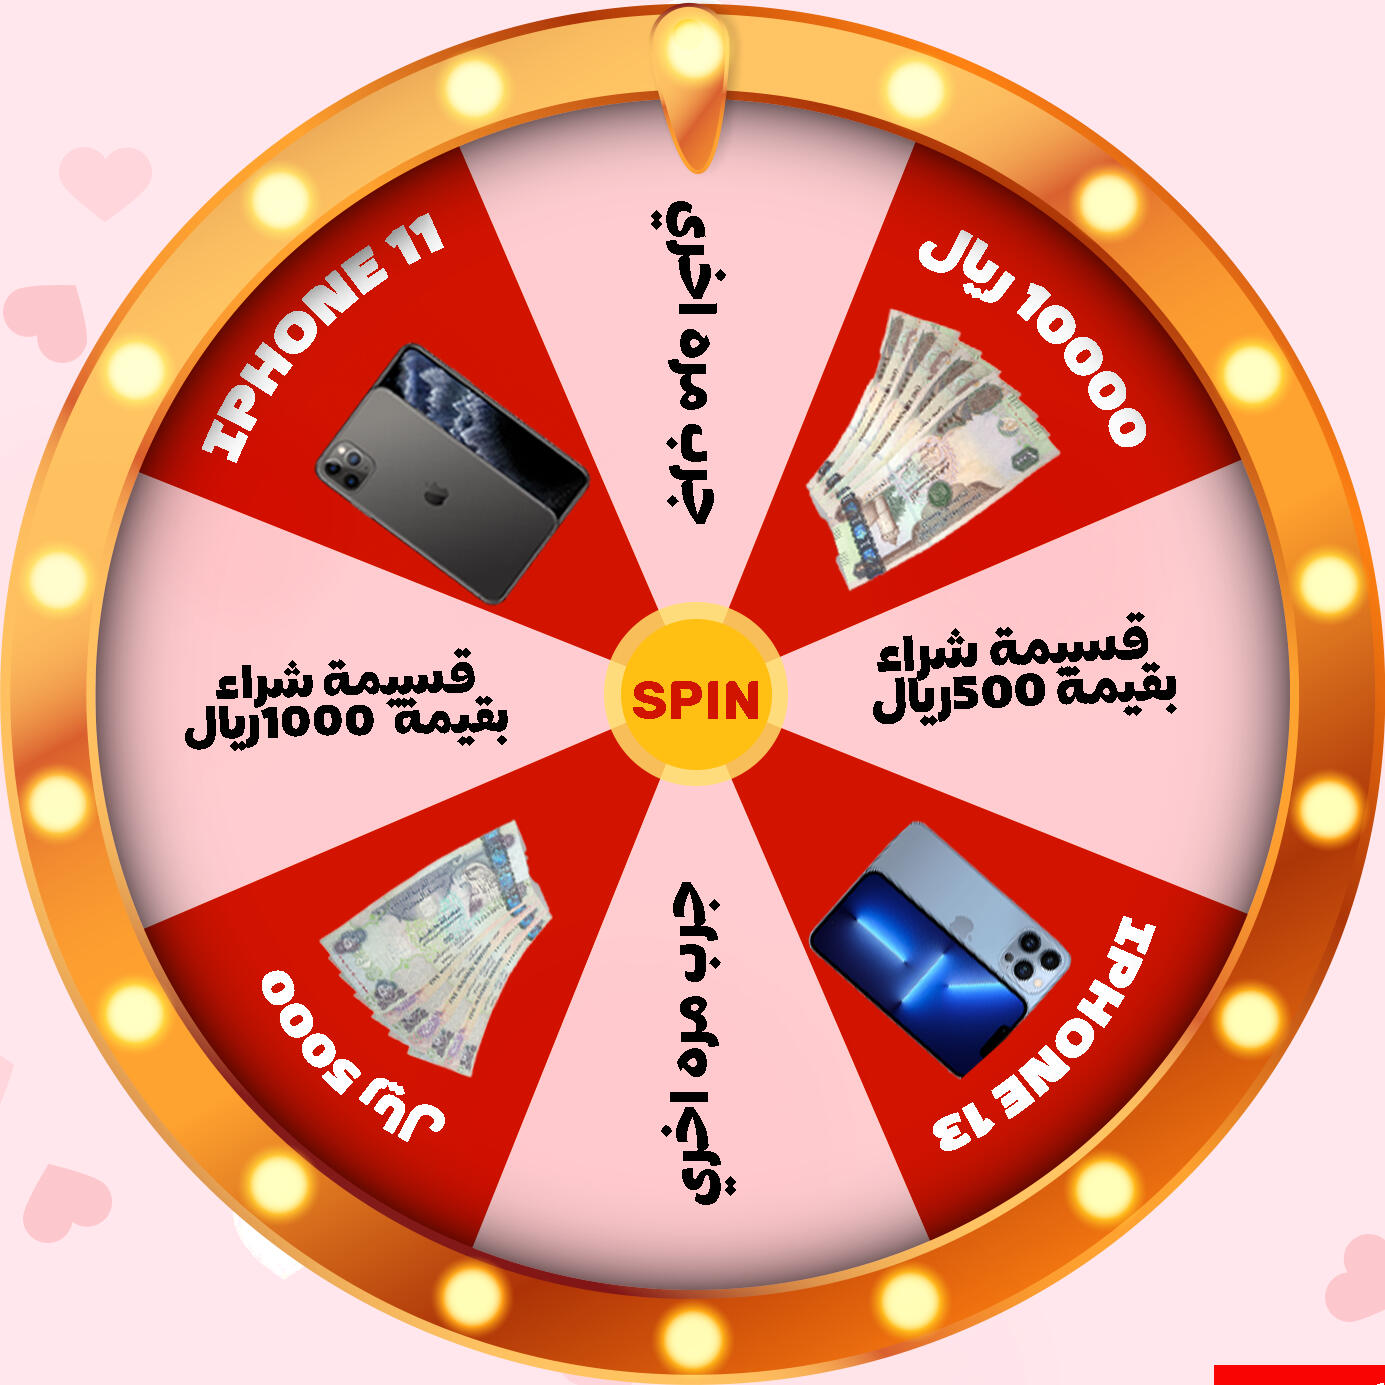 جرب مره اخري
10000 ريال
قسيمة شراء
بقيمة 500ريال
IPHONE 13
جرب مره اخري
5000 ريال
قسيمة شراء
بقيمة 1000ريال
IPHONE 11
SPIN